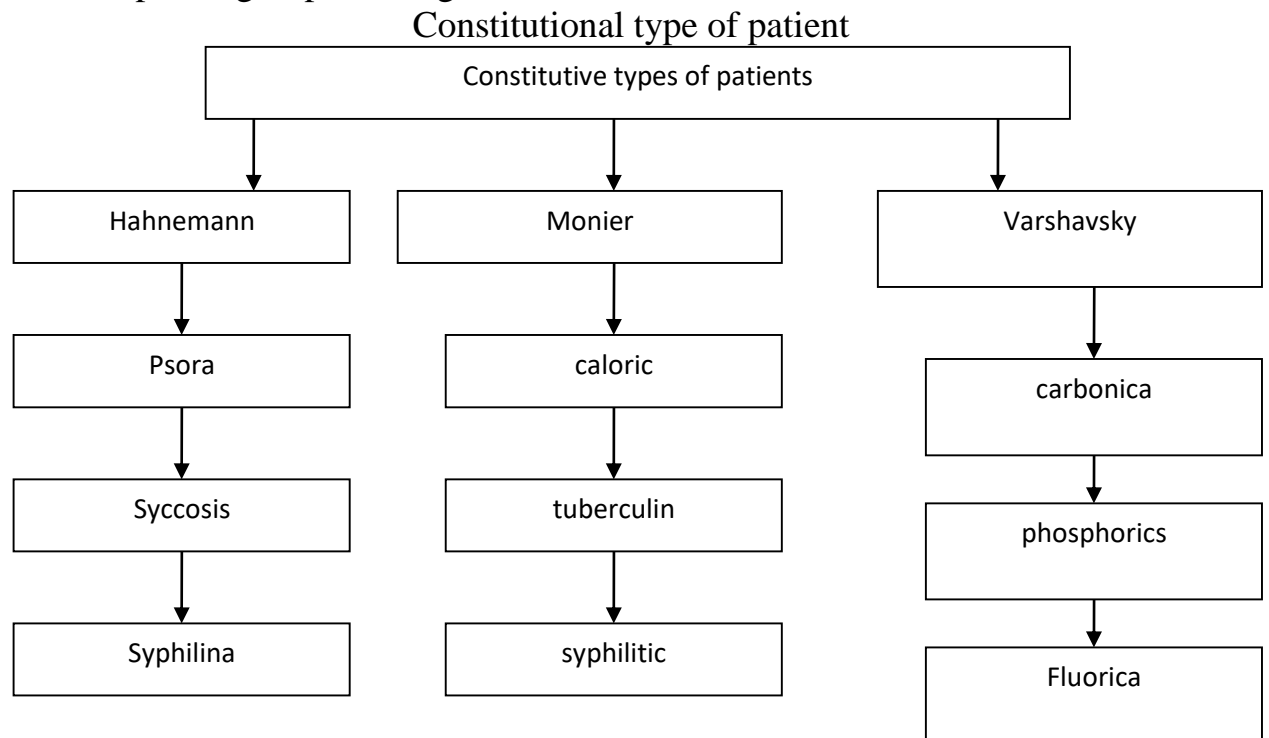 Constitutional type of patient
Constitutive types of patients
Hahnemann
Monier
Varshavsky
Psora
caloric
carbonica
Syccosis
tuberculin
phosphorics
Syphilina
syphilitic
Fluorica